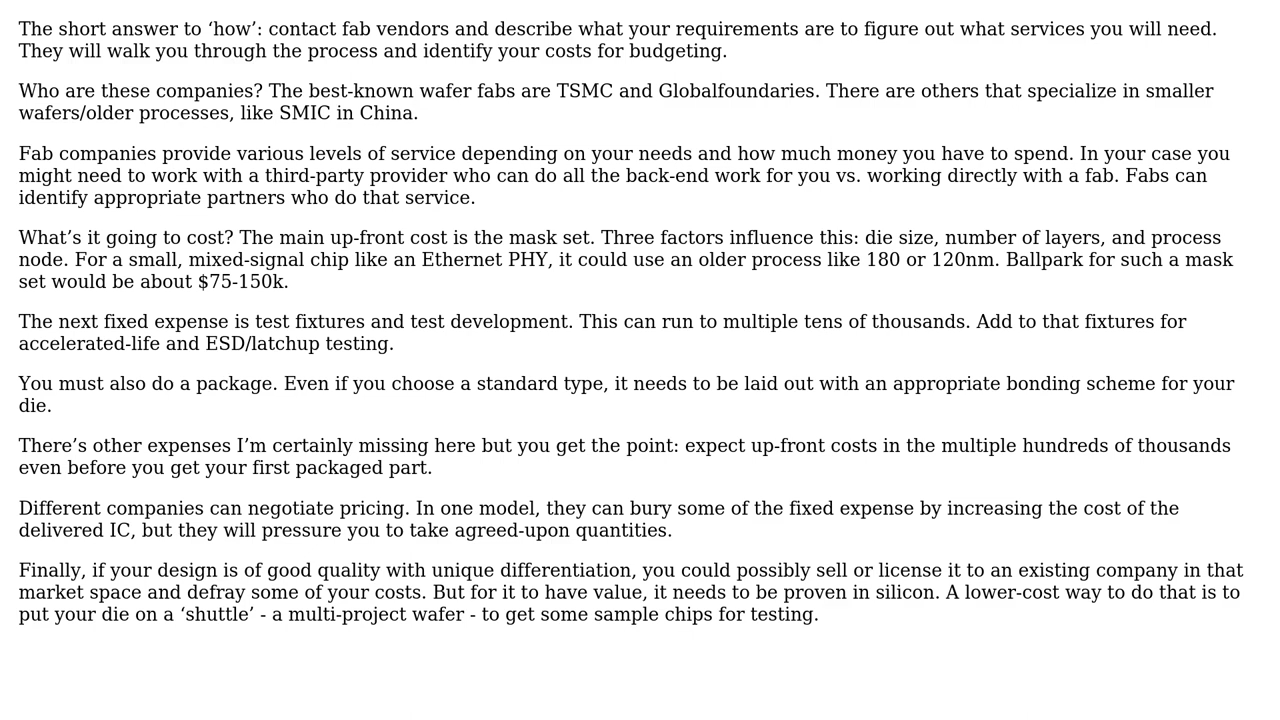 The short answer to ‘how’: contact fab vendors and describe what your requirements are to figure out what services you will need.
They will walk you through the process and identify your costs for budgeting.
Who are these companies? The best-known wafer fabs are TSMC and Globalfoundaries. There are others that specialize in smaller
wafers/older processes, like SMIC in China.
Fab companies provide various levels of service depending on your needs and how much money you have to spend. In your case you
might need to work with a third-party provider who can do all the back-end work for you vs. working directly with a fab. Fabs can
identify appropriate partners who do that service.
What’s it going to cost? The main up-front cost is the mask set. Three factors influence this: die size, number of layers, and process
node. For a small, mixed-signal chip like an Ethernet PHY, it could use an older process like 180 or 120nm. Ballpark for such a mask
set would be about $75-150k.
The next fixed expense is test fixtures and test development. This can run to multiple tens of thousands. Add to that fixtures for
accelerated-life and ESD/latchup testing.
You must also do a package. Even if you choose a standard type, it needs to be laid out with an appropriate bonding scheme for your
die.
There’s other expenses I’m certainly missing here but you get the point: expect up-front costs in the multiple hundreds of thousands
even before you get your first packaged part.
Different companies can negotiate pricing. In one model, they can bury some of the fixed expense by increasing the cost of the
delivered IC, but they will pressure you to take agreed-upon quantities.
Finally, if your design is of good quality with unique differentiation, you could possibly sell or license it to an existing company in that
market space and defray some of your costs. But for it to have value, it needs to be proven in silicon. A lower-cost way to do that is to
put your die on a ‘shuttle’ - a multi-project wafer - to get some sample chips for testing.